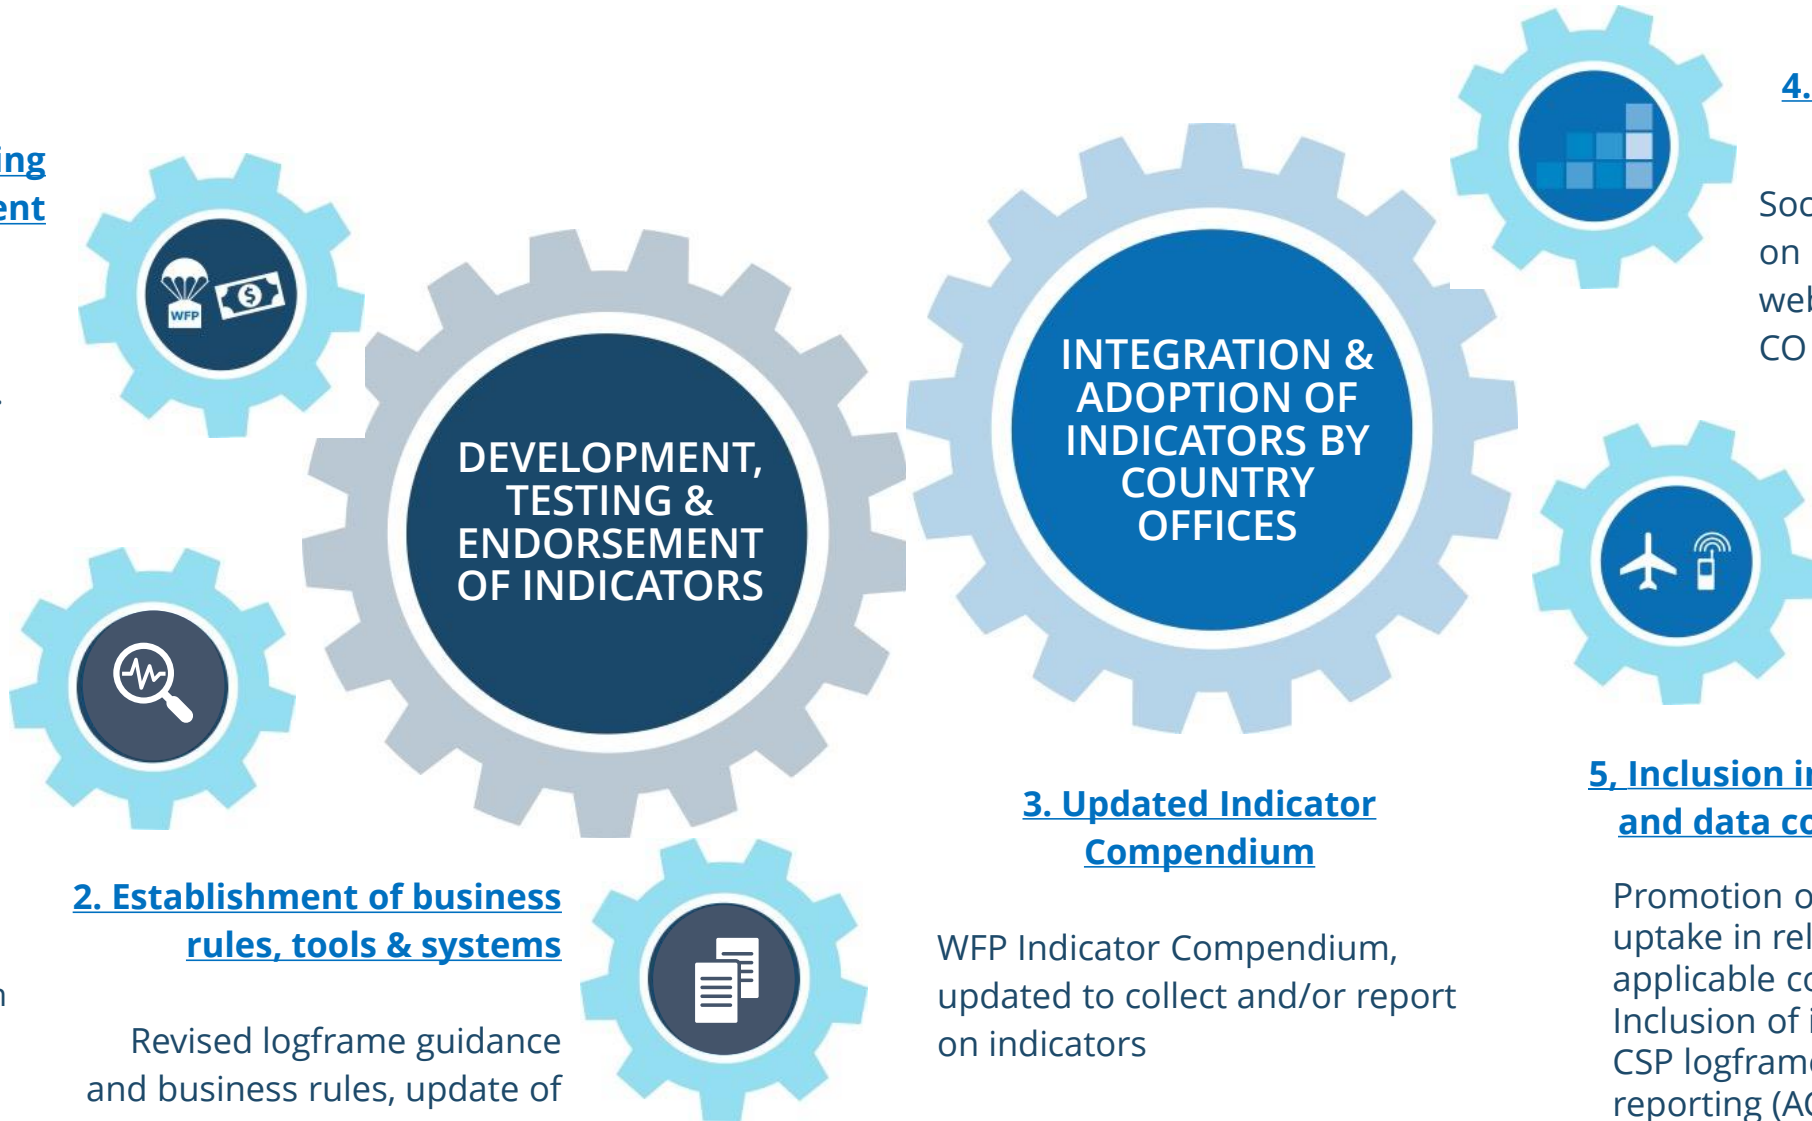 ing
ent
WFP
DEVELOPMENT,
TESTING &
ENDORSEMENT
OF INDICATORS
2. Establishment of business
rules, tools & systems
Revised logframe guidance
and business rules, update of
INTEGRATION &
ADOPTION OF
INDICATORS BY
COUNTRY
OFFICES
3. Updated Indicator
Compendium
WFP Indicator Compendium,
updated to collect and/or report
on indicators
4.
Soc
on
web
CO
5, Inclusion in
and data co
Promotion o
uptake in rel
applicable co
Inclusion of i
CSP logframe
reporting (AC